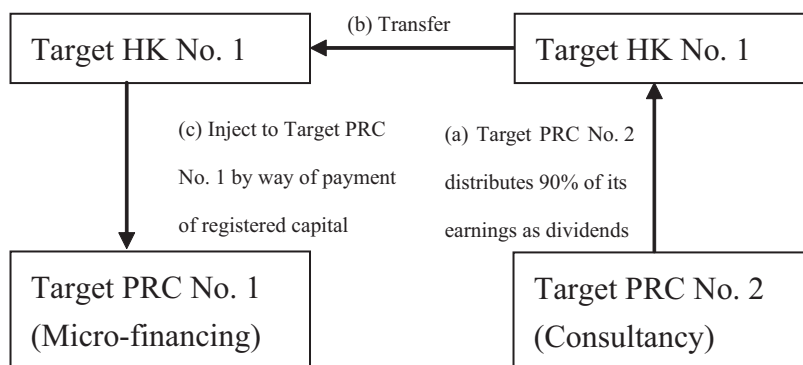 Target HK No. 1
(b) Transfer
Target HK No. 1
(c) Inject to Target PRC
No. 1 by way of payment
of registered capital
(a) Target PRC No. 2
distributes 90% of its
earnings as dividends
Target PRC No. 1
(Micro-financing)
Target PRC No. 2
(Consultancy)